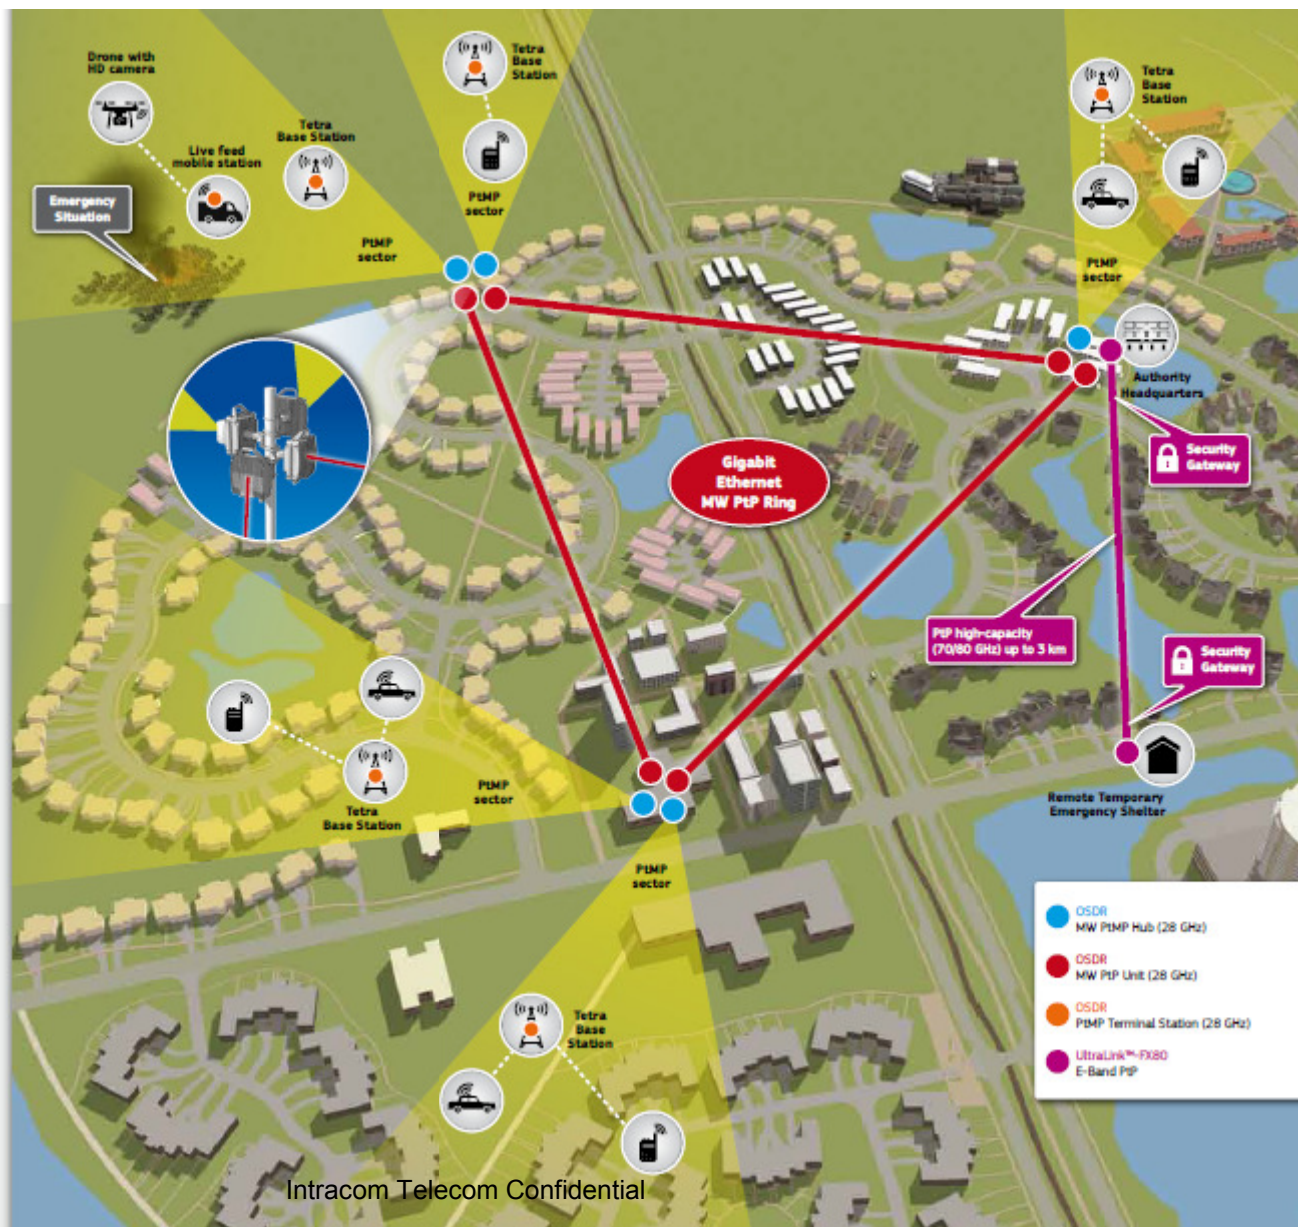 Drone with
HD camera
Tetra
Base
Station
Tetra
Base
Station
Tetra
Base Station
Live feed
mobile station
Emergency
Situation
PtMP
sector
PtMP
sector
PtMP
sector
Authority
Headquarters
Security
Gateway
Gigabit
Ethernet
MW PtP Ring
PtP high-capacity
(70/80 GHz) up to 3 km
Security
Gateway
Remote Temporary
Emergency Shelter
Tetra
Base Station
PtMP
sector
PtMP
sector
Tetra
Base
Station
OSDR
MW PtMP Hub (28 GHz)
OSDR
MW PtP Unit (28 GHz)
OSDR
PtMP Terminal Station (28 GHz)
UltraLink™-FX80
E-Band PtP
Intracom Telecom Confidential